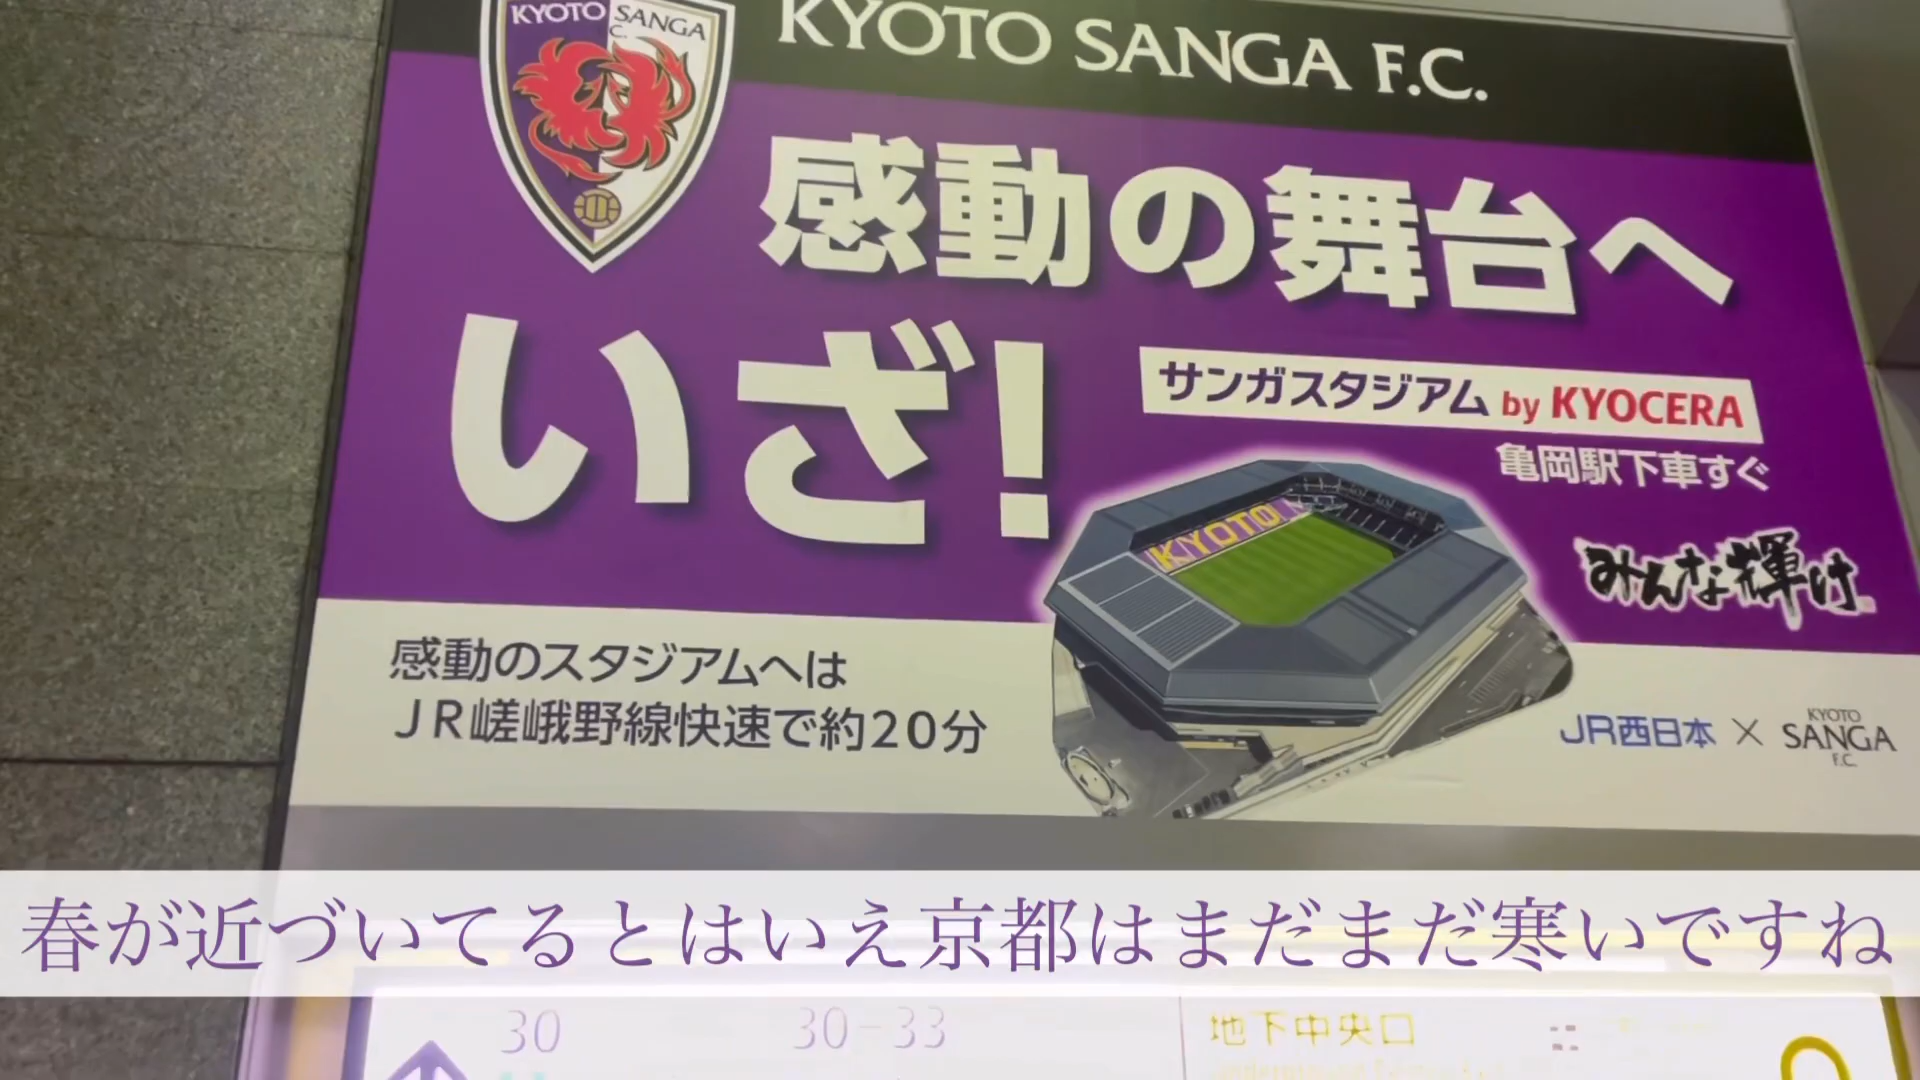 KYOTO SANGA F.C.
KYOTO SANGA
F.C.
感動の舞台へ
いざ!
サンガスタジアム by KYOCERA
亀岡駅下車すぐ
KYOTO
みんな輝け。
感動のスタジアムへは
JR嵯峨野線快速で約20分
JR西日本 × KYOTO SANGA F.C.
春が近づいてるとはいえ京都はまだまだ寒いですね
30
30-33
地下中央口